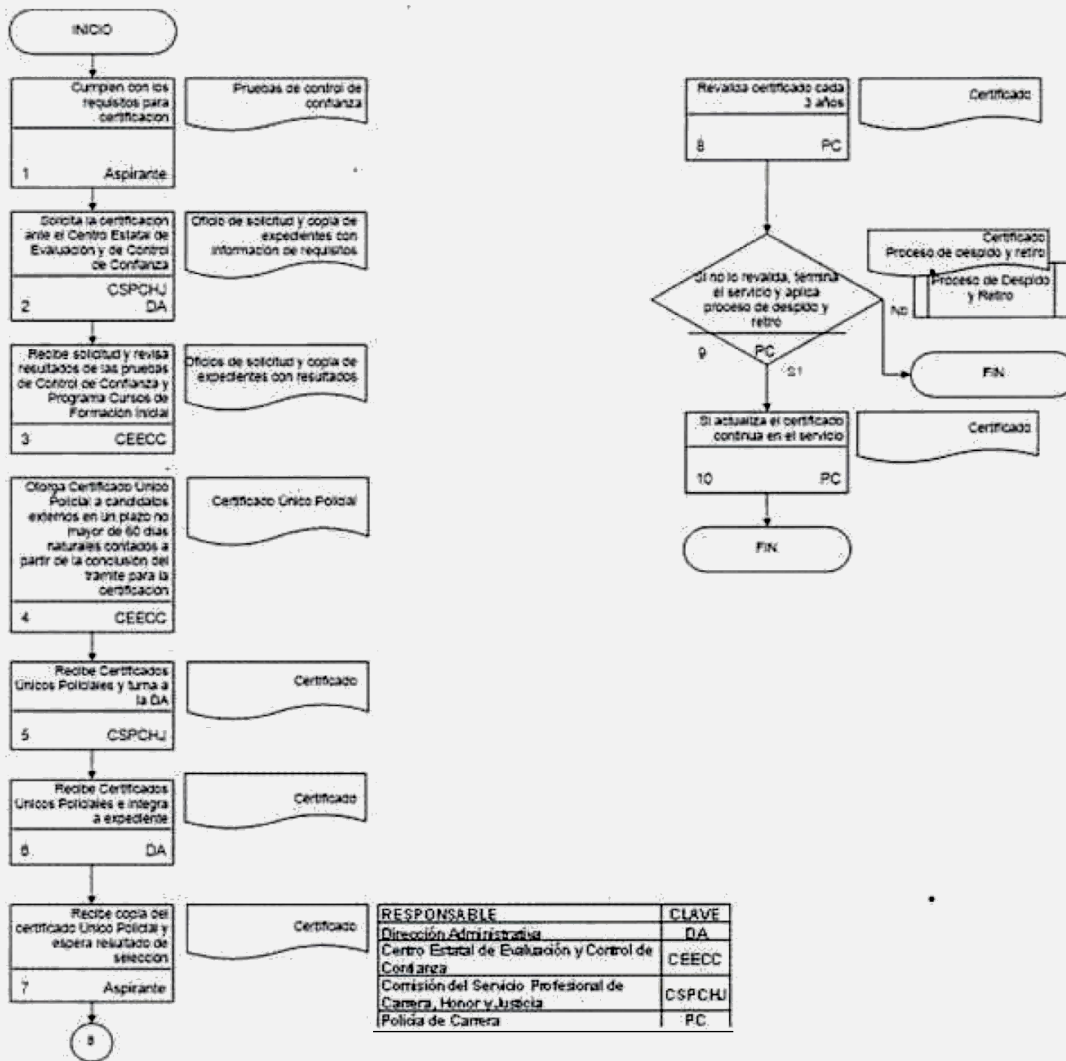 INICIO
Cumplen con los
requisitos para
certificación
1 Aspirante
Pruebas de control de
confianza
Solicita la certificación
ante el Centro Estatal de
Evaluación y de Control
de Confianza
CSPCHJ
2 DA
Oficio de solicitud y copia de
expedientes con
información de requisitos
Recibe solicitud y revisa
resultados de las pruebas
de Control de Confianza y
Programa Cursos de
Formación Inicial
3 CEECC
Oficios de solicitud y copia de
expedientes con resultados
Otorga Certificado Único
Policial a candidatos
externos en un plazo no
mayor de 60 días
naturales contados a
partir de la conclusión del
trámite para la
certificación
4 CEECC
Certificado Único Policial
Recibe Certificados
Únicos Policiales y turna a
la DA
5 CSPCHJ
Certificado
Recibe Certificados
Únicos Policiales e integra
a expediente
6 DA
Certificado
Recibe copia del
certificado Único Policial y
espera resultado de
selección
7 Aspirante
Certificado
8
Revalida certificado cada
3 años
8 PC
Certificado
Si no lo revalida, termina
el servicio y aplica
proceso de despido y
retiro
9 PC
NO
SI
Certificado
Proceso de despido y retiro
Proceso de Despido
y Retiro
FIN
Si actualiza el certificado
continua en el servicio
10 PC
Certificado
FIN
RESPONSABLE CLAVE
Dirección Administrativa DA
Centro Estatal de Evaluación y Control de
Confianza CEECC
Comisión del Servicio Profesional de
Carrera, Honor y Justicia CSPCHJ
Policía de Carrera PC